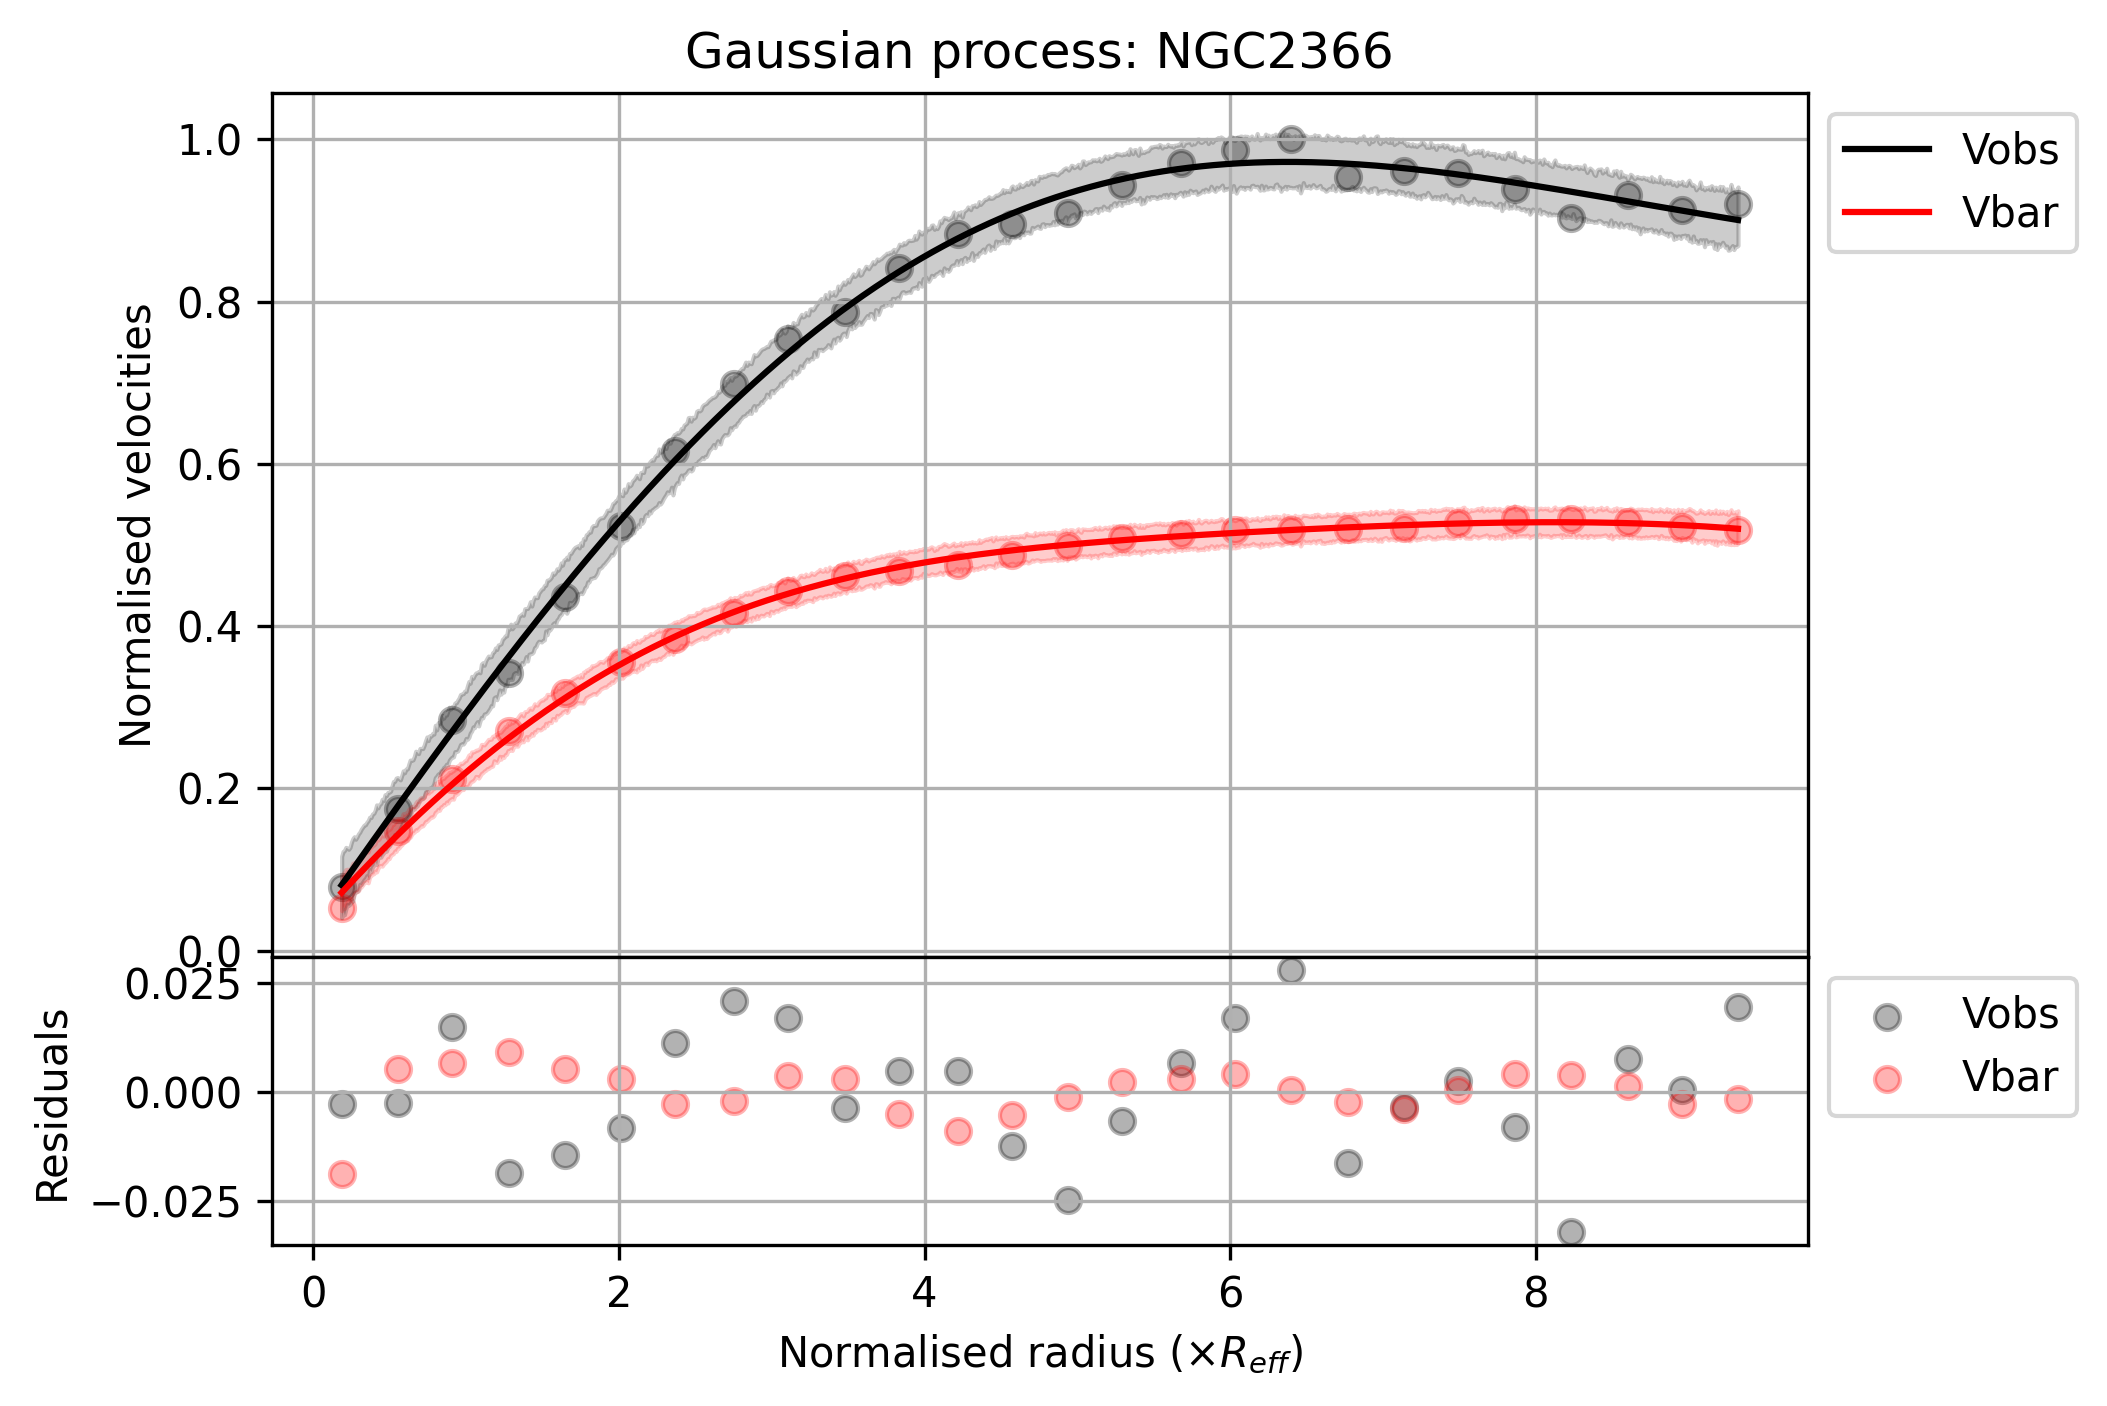 Gaussian process: NGC2366
1.0
0.8
0.6
0.4
0.2
0.0
Normalised velocities
Vobs
Vbar
0.025
0.000
−0.025
Residuals
Vobs
Vbar
0 2 4 6 8
Normalised radius (×R_eff)